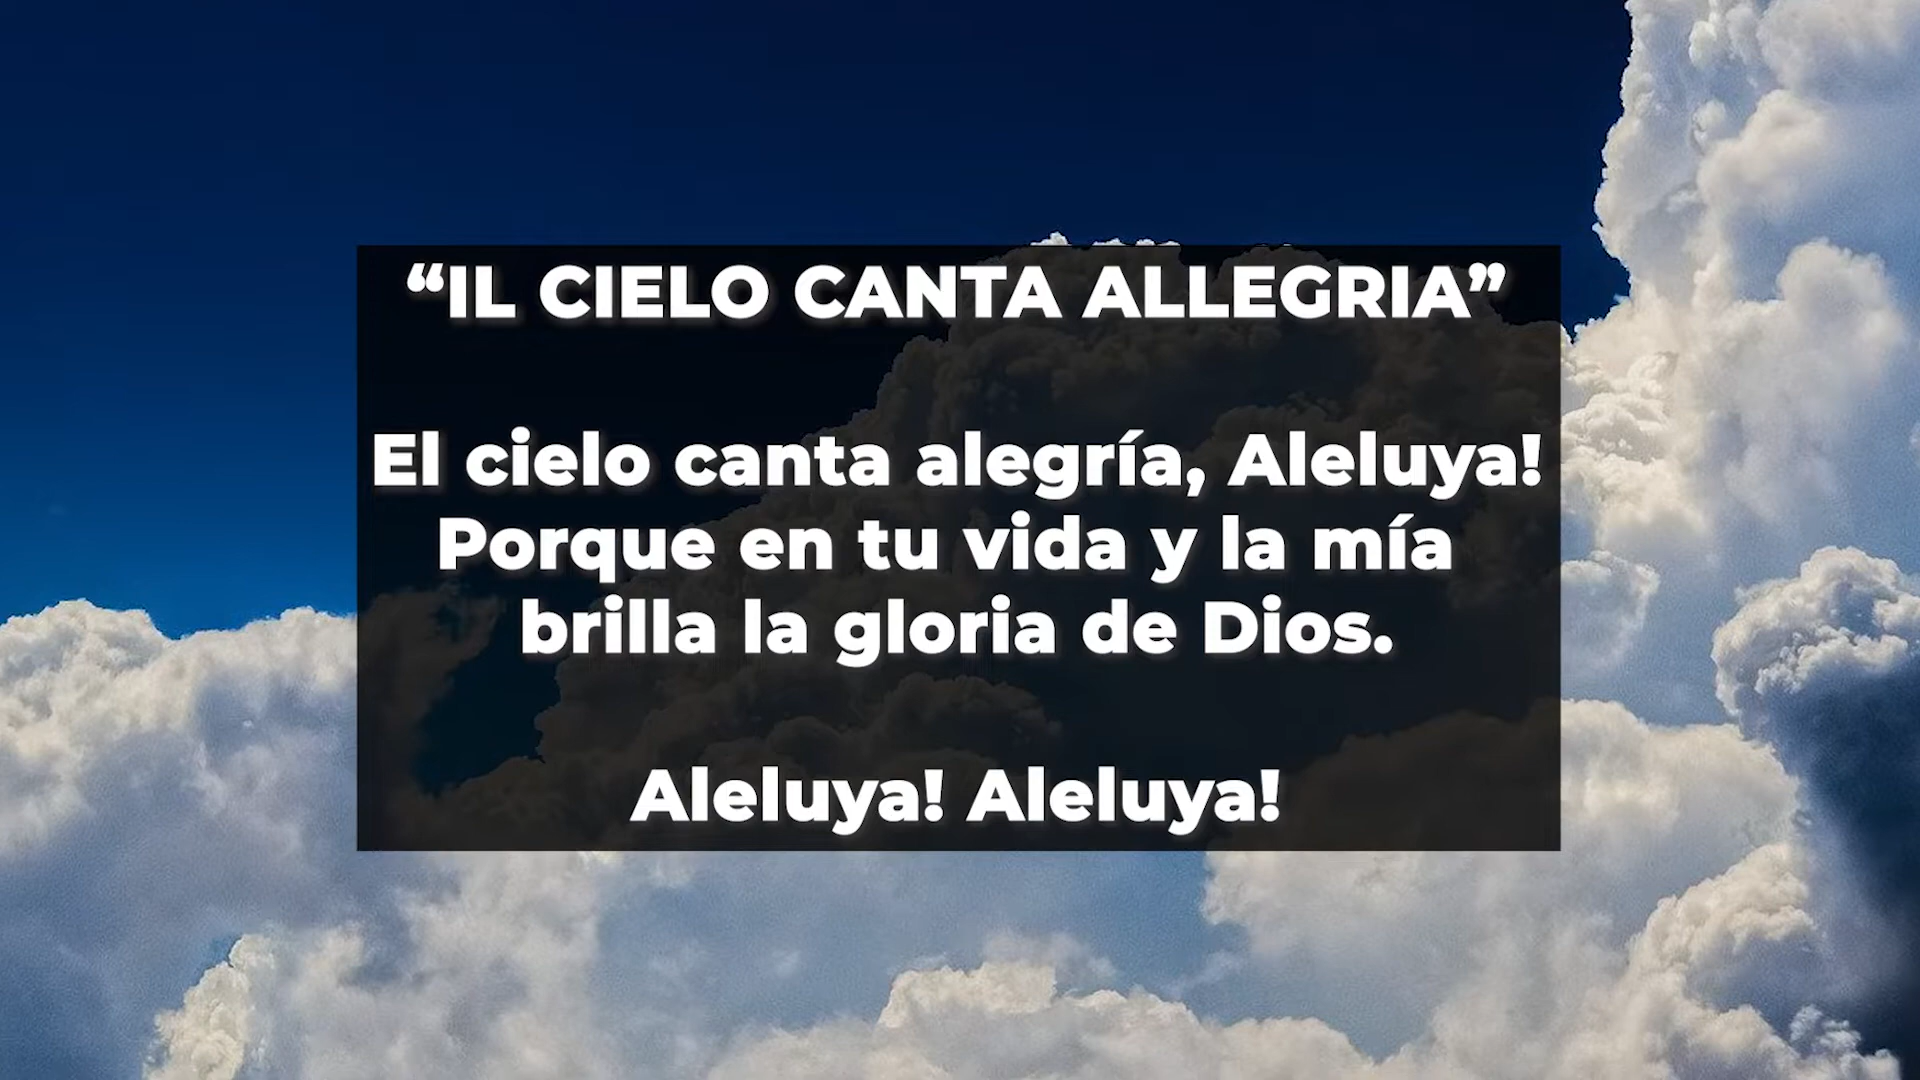 “IL CIELO CANTA ALLEGRIA”
El cielo canta alegría, Aleluya!
Porque en tu vida y la mía
brilla la gloria de Dios.
Aleluya! Aleluya!